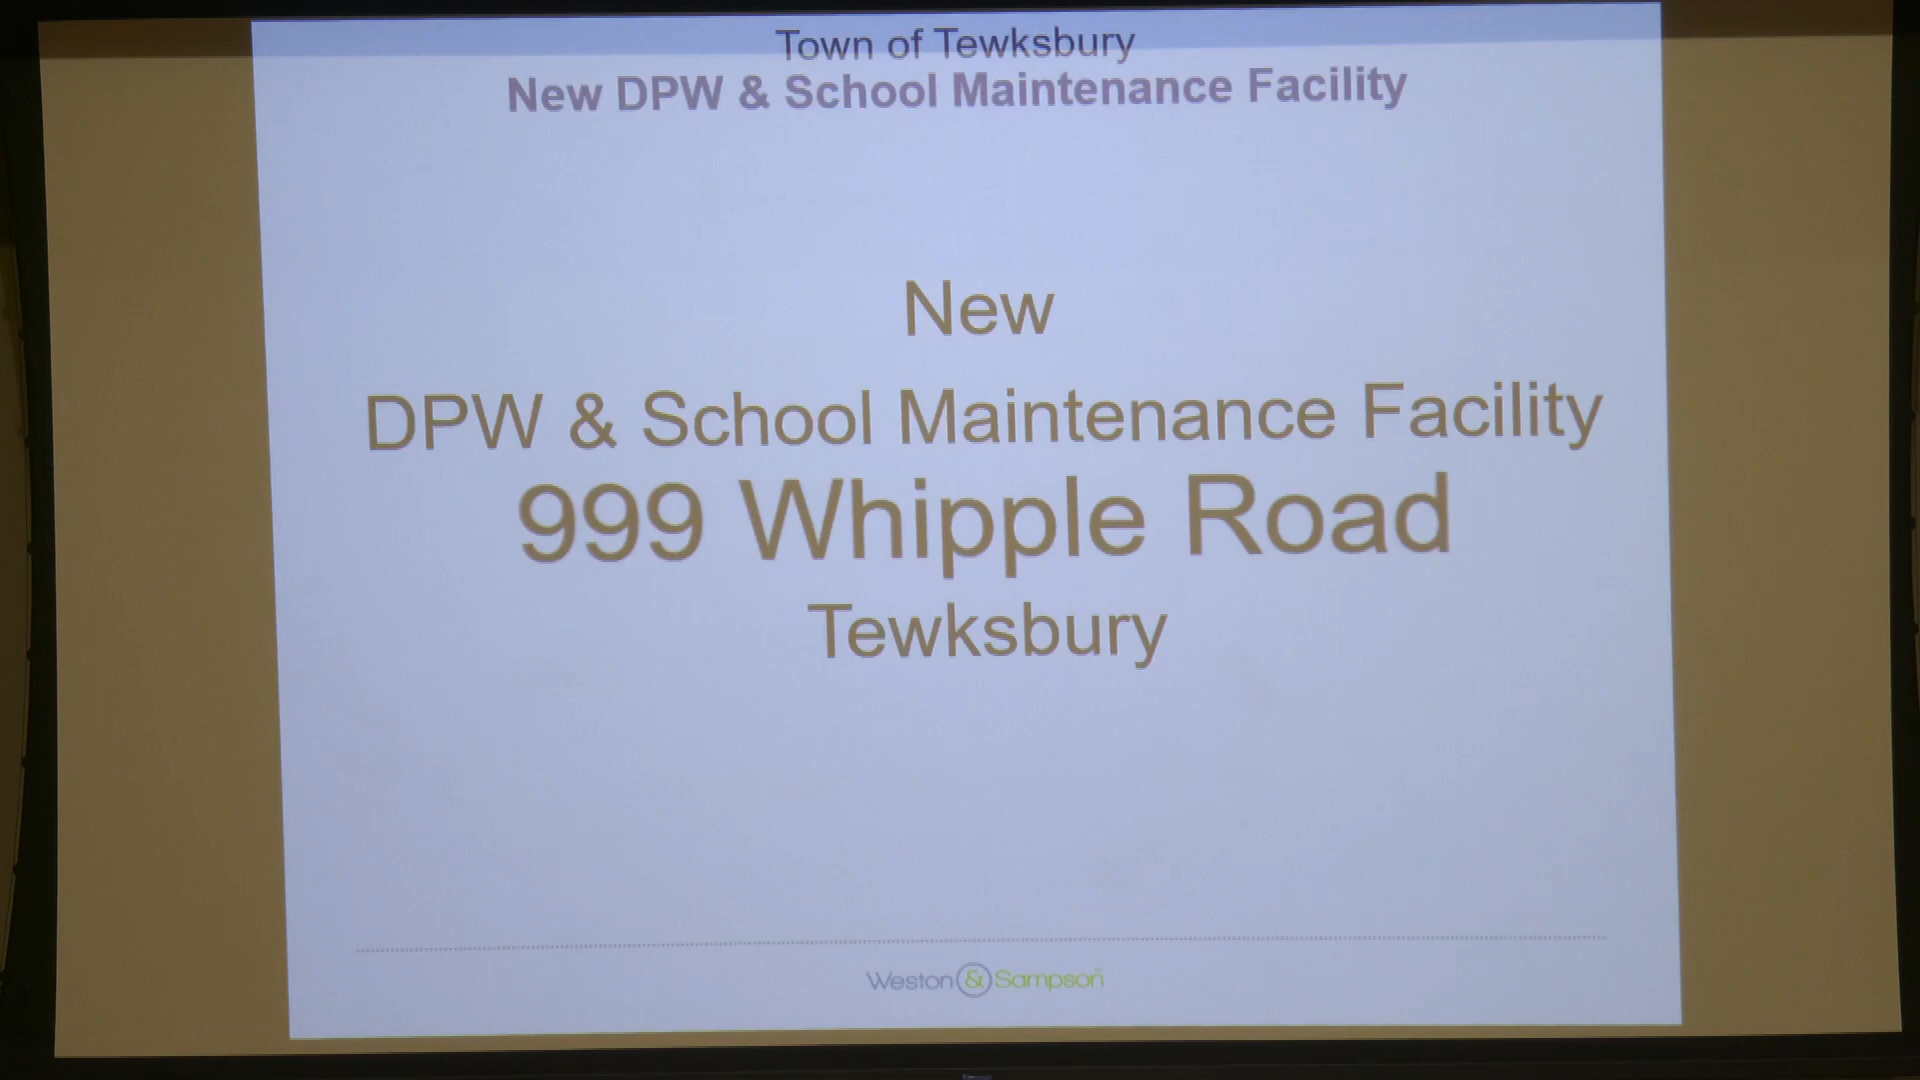 Town of Tewksbury
New DPW & School Maintenance Facility
New
DPW & School Maintenance Facility
999 Whipple Road
Tewksbury
Weston & Sampson